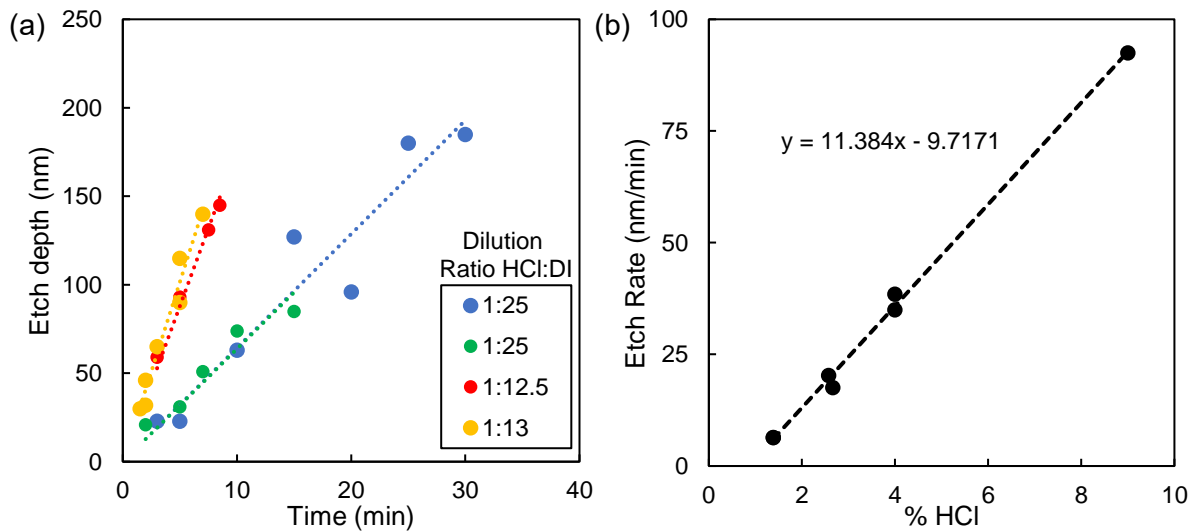 (a)
250
200
150
100
50
0
Etch depth (nm)
0 10 20 30 40
Time (min)
Dilution
Ratio HCl:DI
1:25
1:25
1:12.5
1:13
(b)
100
75
50
25
0
Etch Rate (nm/min)
y = 11.384x - 9.7171
0 2 4 6 8 10
% HCl